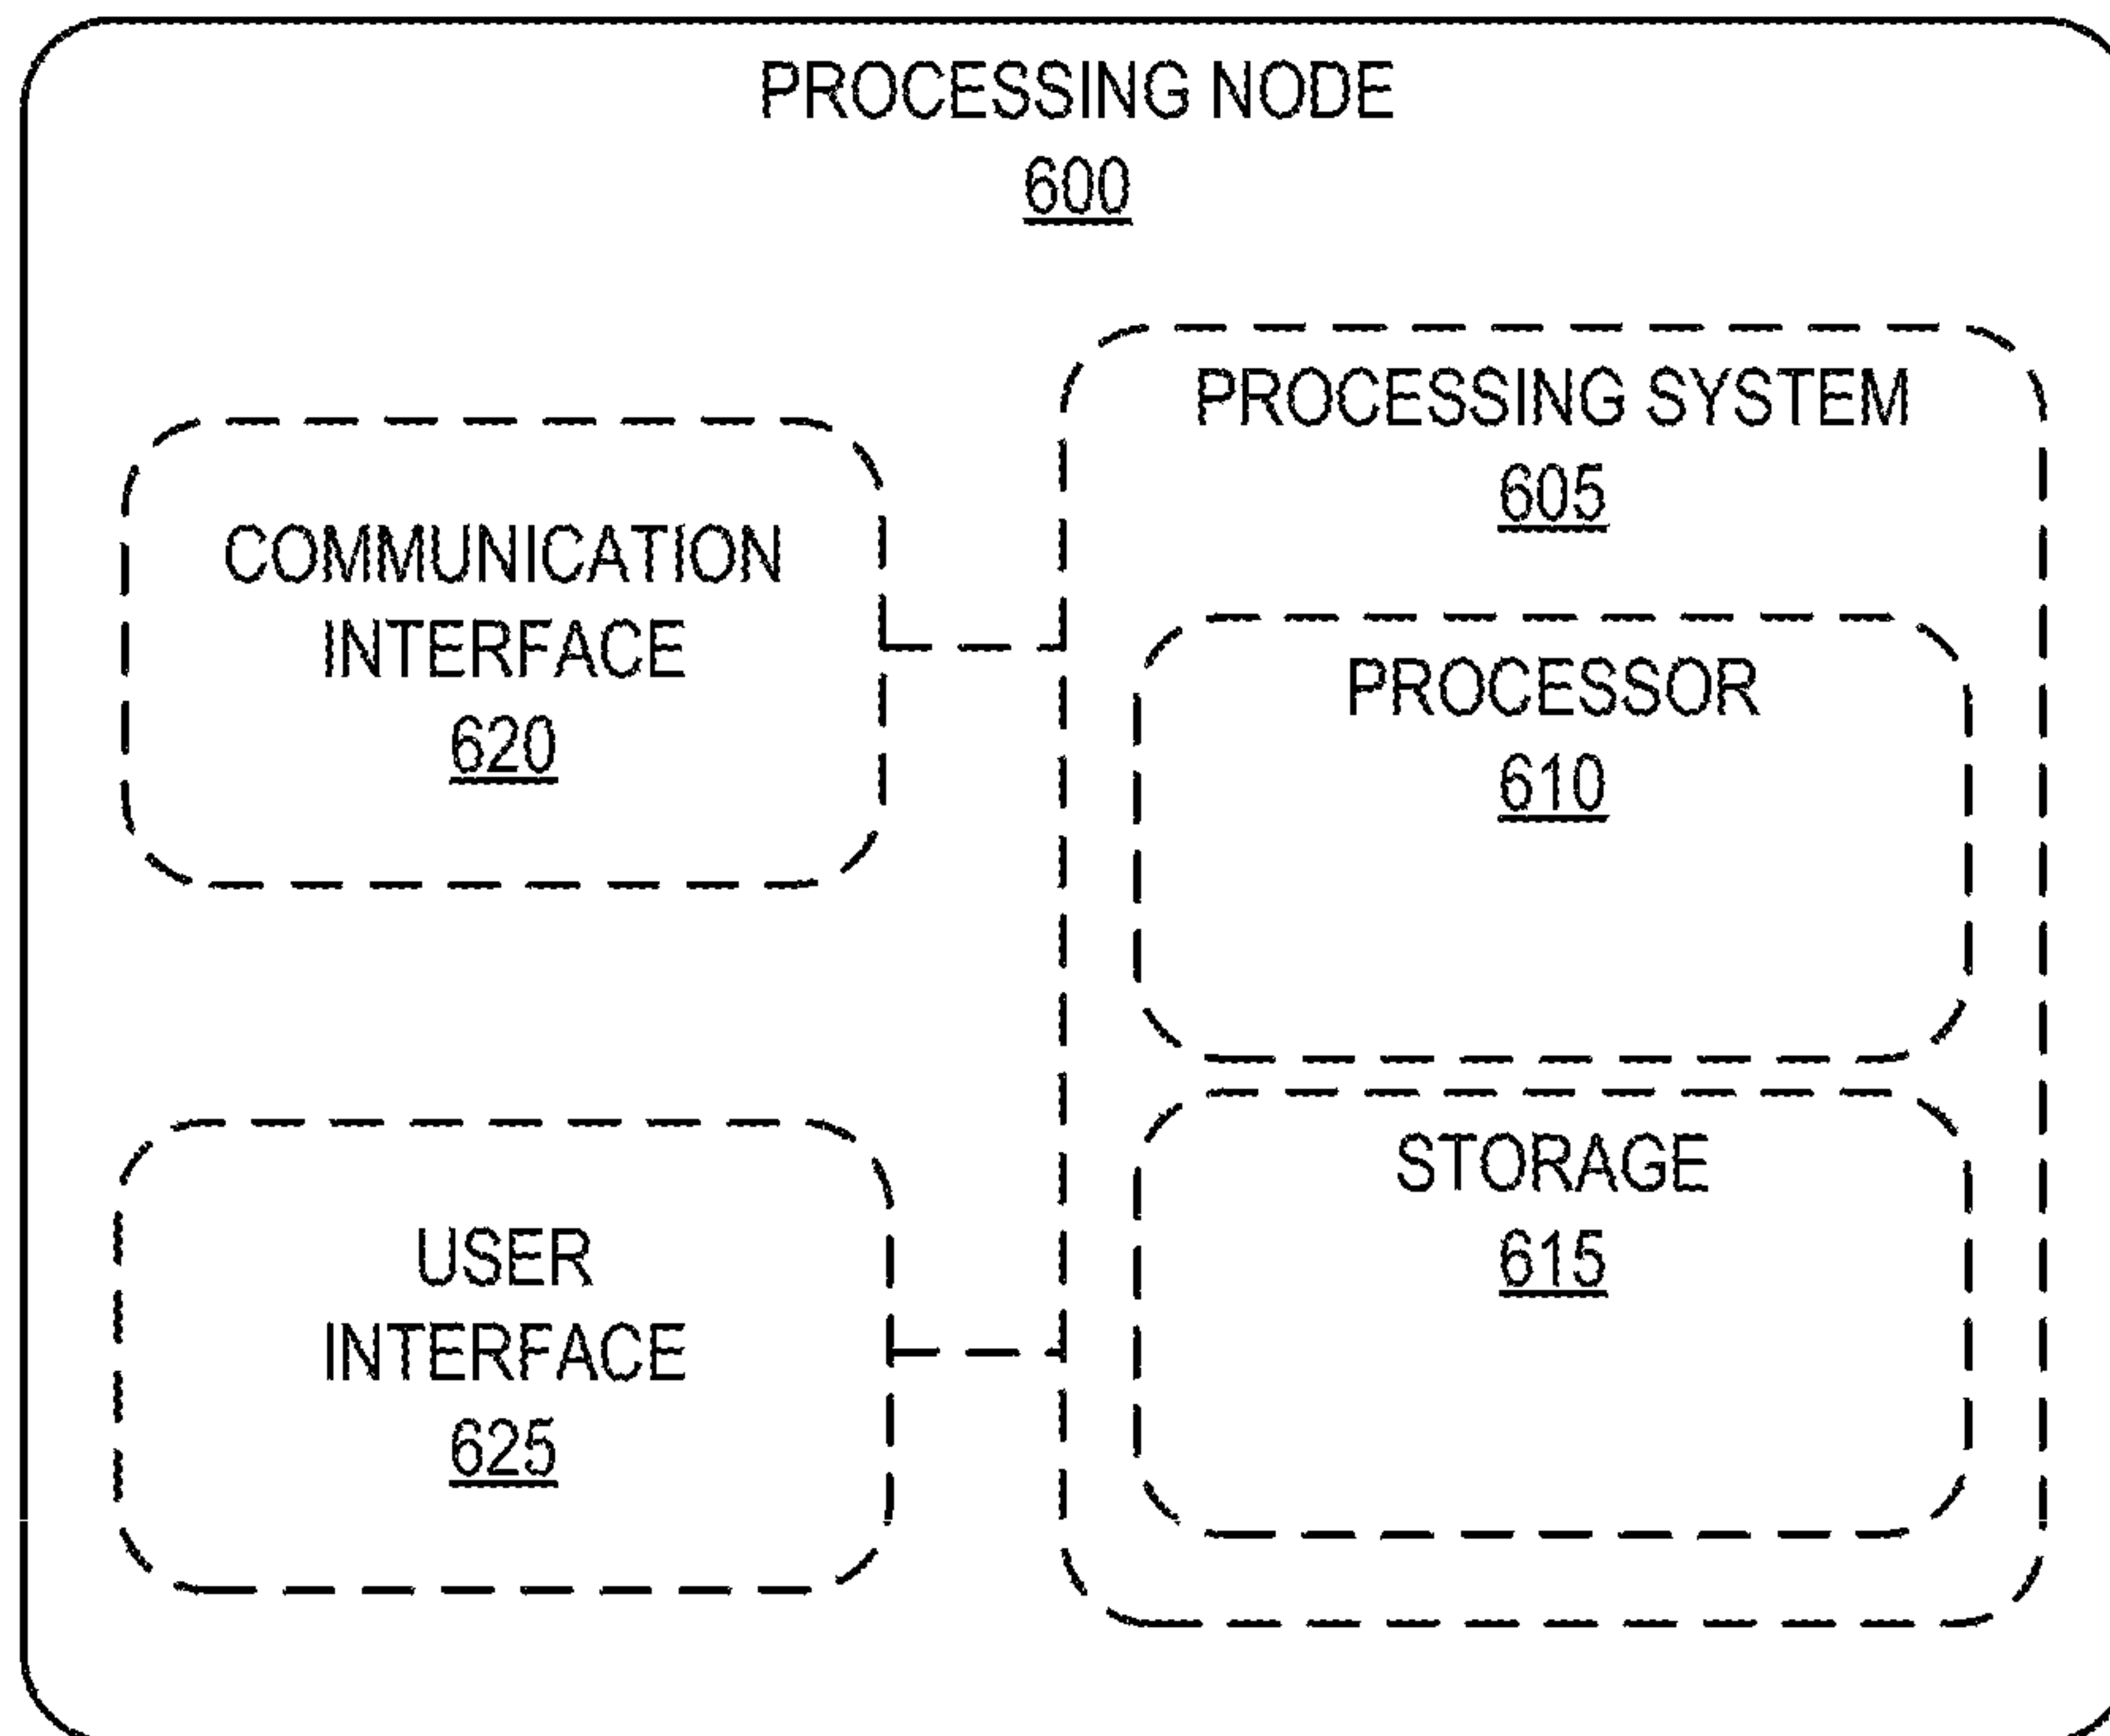 PROCESSING NODE
600
PROCESSING SYSTEM
605
COMMUNICATION
INTERFACE
620
PROCESSOR
610
USER
INTERFACE
625
STORAGE
615